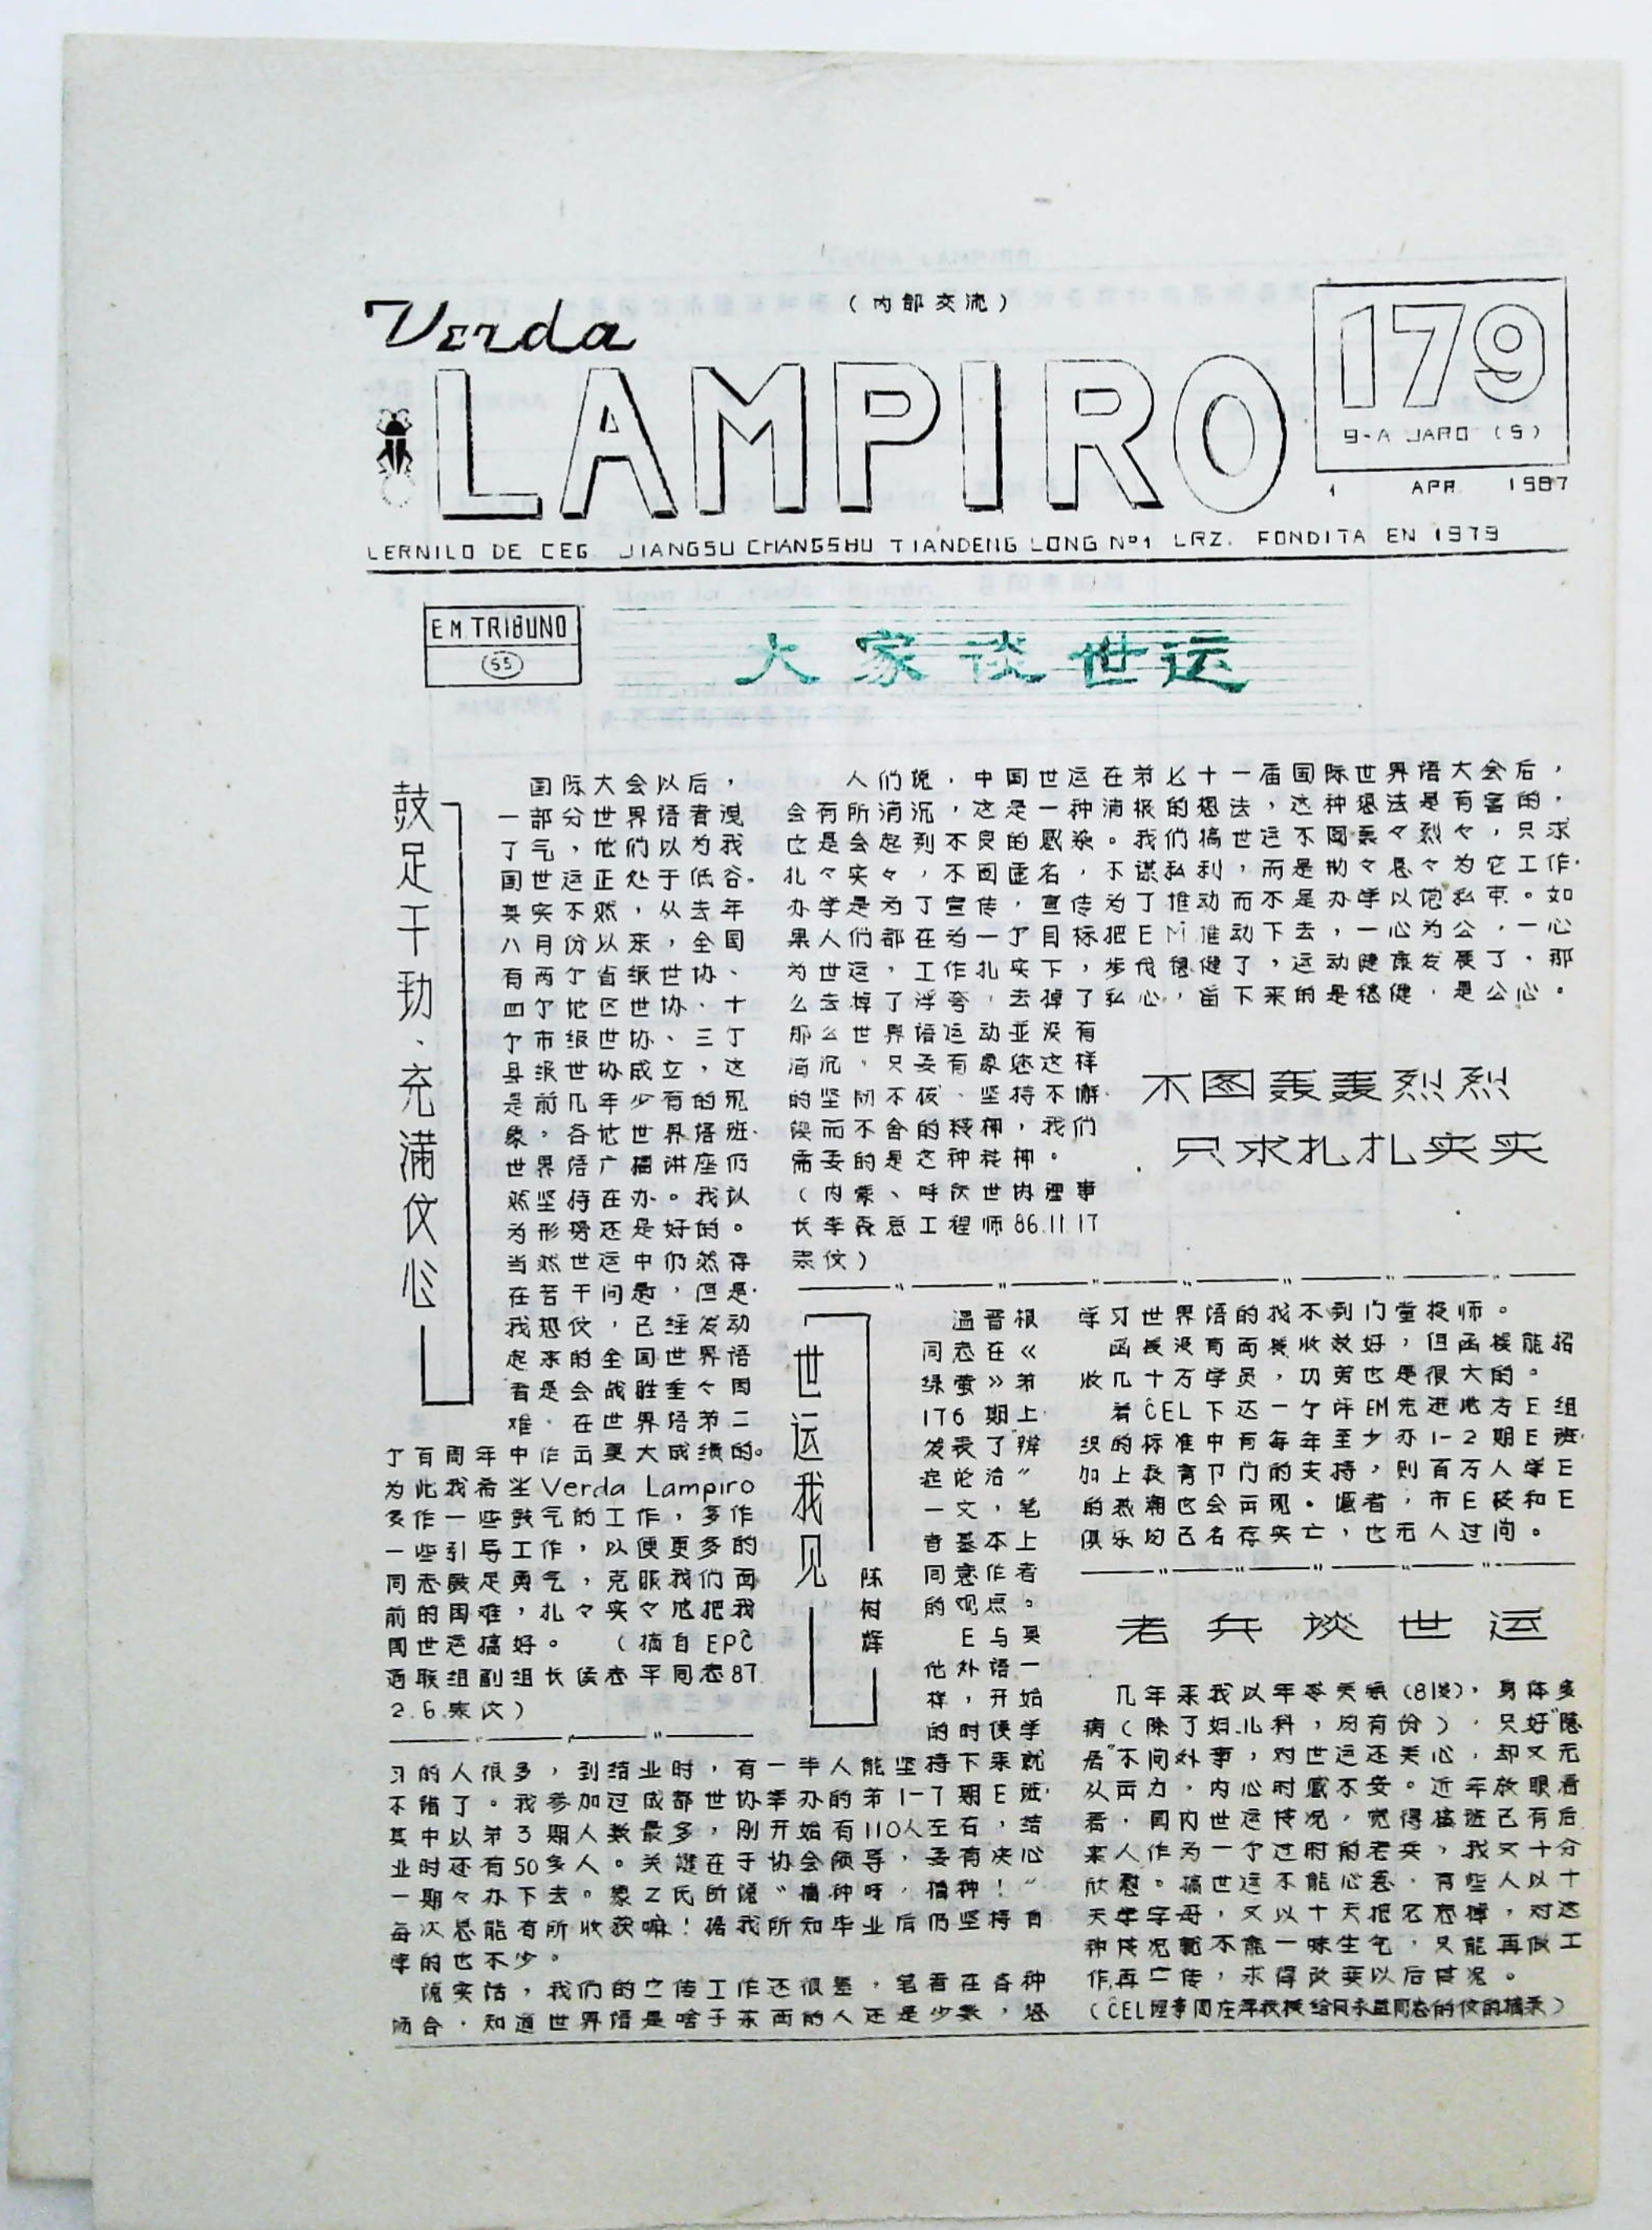 (内部交流)
Verda
LAMPIRO
179
9-A JARO (5)
1 APR 1987
LERNILO DE CEG JIANGSU CHANGSHU TIANDENG LONG Nº1 LRZ. FONDITA EN 1979
E.M.TRIBUNO
55
大家谈世运
鼓足干劲、充满伩心
国际大会以后，
一部分世界语者洩
了气，他们以为我
国世运正处于低谷.
其实不然，从去年
八月份以来，全国
有两个省级世协、
四个地区世协、十
个市级世协、三丁
县级世协成立，这
是前几年少有的现
象。各地世界语班.
世界语广播讲座仍
然坚持在办。我认
为形势还是好的。
当然世运中仍然存
在若干问题，但是.
我想伩，已经发动
起来的全国世界语
者是会战胜重々困
难．在世界语第二
个百周年中作出更大成绩的。
为此我希望Verda Lampiro
多作一些鼓气的工作，多作
一些引导工作，以便更多的
同志鼓足勇气，克服我们面
前的困难，扎々实々地把我
国世运搞好。 （摘自EPĈ
通联组副组长侯志平同志87
2.6.来伩）
人们说，中国世运在第七十一届国际世界语大会后，
会有所消沉，这是一种消极的想法，这种想法是有害的，
它是会起到不良的感染。我们搞世运不图轰々烈々，只求
扎々实々，不图虚名，不谋私利，而是勤々恳々为它工作.
办学是为了宣传，宣传为了推动而不是办学以饱私囊。如
果人们都在为一个目标把EM推动下去，一心为公，一心
为世运，工作扎实下，步伐稳健了，运动健康发展了．那
么去掉了浮夸，去掉了私心，留下来的是稳健，是公心。
那么世界语运动並没有
消沉，只要有象您这样
的坚韧不拔、坚持不懈.
锲而不舍的精神，我们
需要的是这种精神。
（内蒙、呼伩世协理事
长李森总工程师86.11.17
来伩）
不图轰轰烈烈
只求扎扎实实
世运我见
陈树辉
温晋根
同志在《
绿萤》第
176期上.
发表了辨
症论治”
一文，笔
者基本上
同意作者
的观点。
E与其
他外语一
样，开始
的时候学
习的人很多，到结业时，有一半人能坚持下来就
不错了。我参加过成都世协举办的第1-7期E班.
其中以第3期人数最多，刚开始有110人左右，结
业时还有50多人。关键在于协会领导，要有决心
一期々办下去。象Z氏所说“播种呀，播种！”
每次总能有所收获嘛！据我所知毕业后仍坚持自
学的也不少。
说实话，我们的宣传工作还很差．笔者在各种
场合．知道世界语是啥子东西的人还是少数，恐
学习世界语的找不到门堂投师。
函授没有面授收效好，但函授能招
收几十万学员，功劳也是很大的。
若ĈEL下达一个评EM先进地方E组
织的标准中有每年至少办1-2期E班.
加上教育卩门的支持，则百万人学E
的热潮也会再现。愿者，市E校和E
俱乐均已名存实亡，也无人过问。
老兵谈世运
几年来我以年令关系(81岁)，身体多
病（除了妇儿科，均有份），只好“隐
居”不问外事，对世运还关心，却又无
从而力，内心时感不安。近年放眼看
看．国内世运情况，觉得搞班已有后
来人作为一个过时的老兵，我又十分
欣慰。搞世运不能心急．有些人以十
天学字母，又以十天把它忘掉，对这
种情况就不能一味生气，只能再做工
作再宣传，求得改变以后情况。
（ĈEL理事周庄萍教授给同志的伩的摘录）